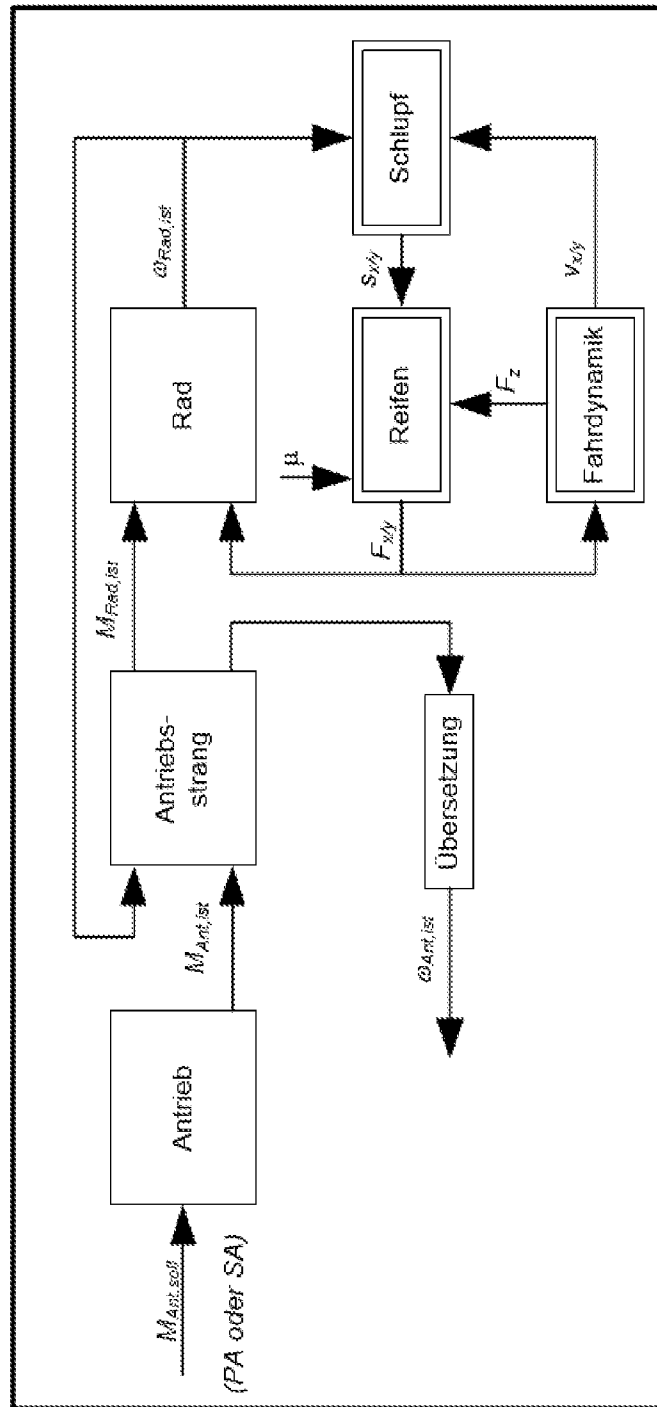 M_Ant,soll
(PA oder SA)
Antrieb
M_Ant,ist
Antriebs-
strang
M_Rad,ist
Rad
ω_Rad,ist
ω_Ant,ist
Übersetzung
F_x/y
μ
Reifen
s_x/y
Schlupf
F_z
Fahrdynamik
v_x/y